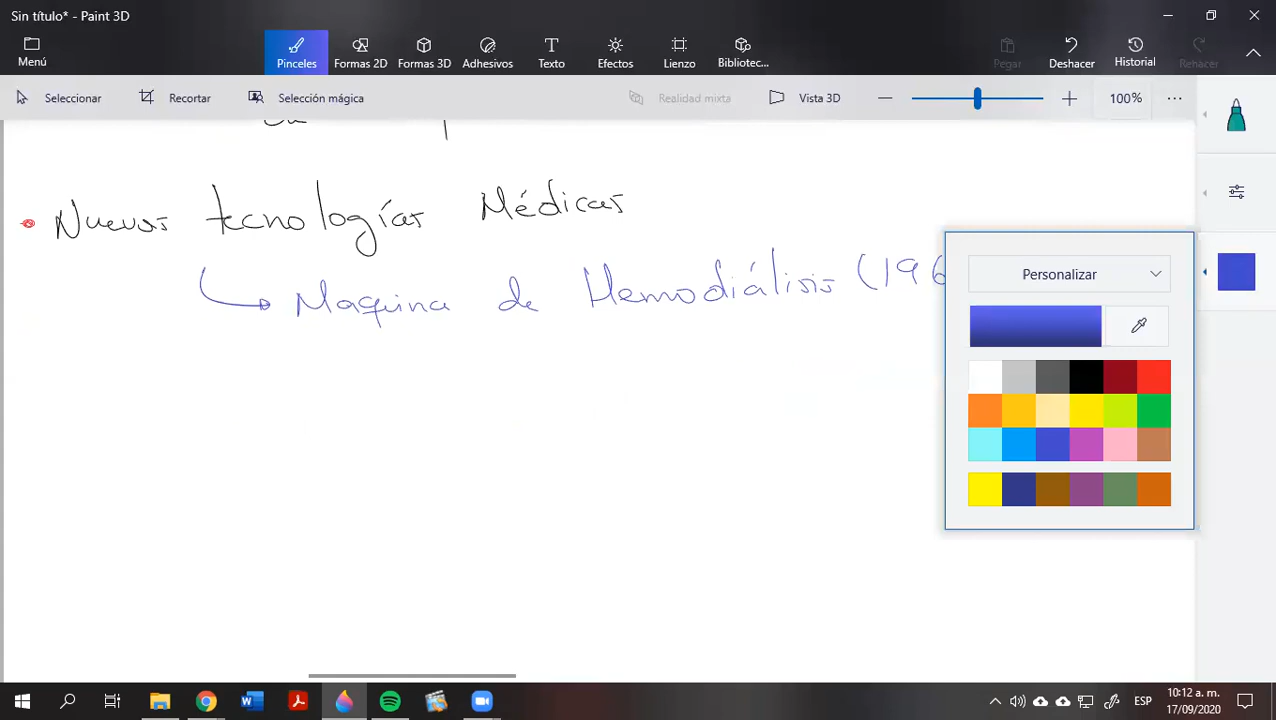 Sin título* - Paint 3D
Menú
Pinceles
Formas 2D
Formas 3D
Adhesivos
Texto
Efectos
Lienzo
Bibliotec...
Pegar
Deshacer
Historial
Rehacer
Seleccionar
Recortar
Selección mágica
Realidad mixta
Vista 3D
100%
Nuevas tecnologías Médicas
Maquina de Hemodiálisis (196
Personalizar
ESP
10:12 a. m.
17/09/2020